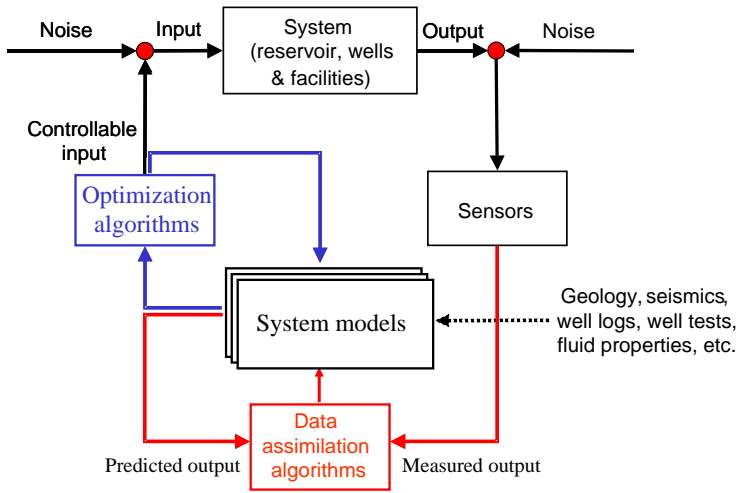 Noise
Input
System
(reservoir, wells
& facilities)
Output
Noise
Controllable
input
Optimization
algorithms
Sensors
System models
Geology, seismics,
well logs, well tests,
fluid properties, etc.
Data
assimilation
algorithms
Predicted output
Measured output